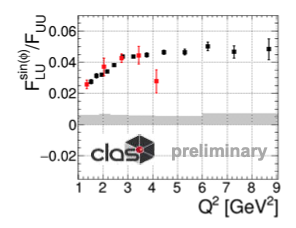 F_LU^sin(ϕ)/F_UU
0.06
0.04
0.02
0
−0.02
clas
preliminary
1 2 3 4 5 6 7 8 9
Q² [GeV²]